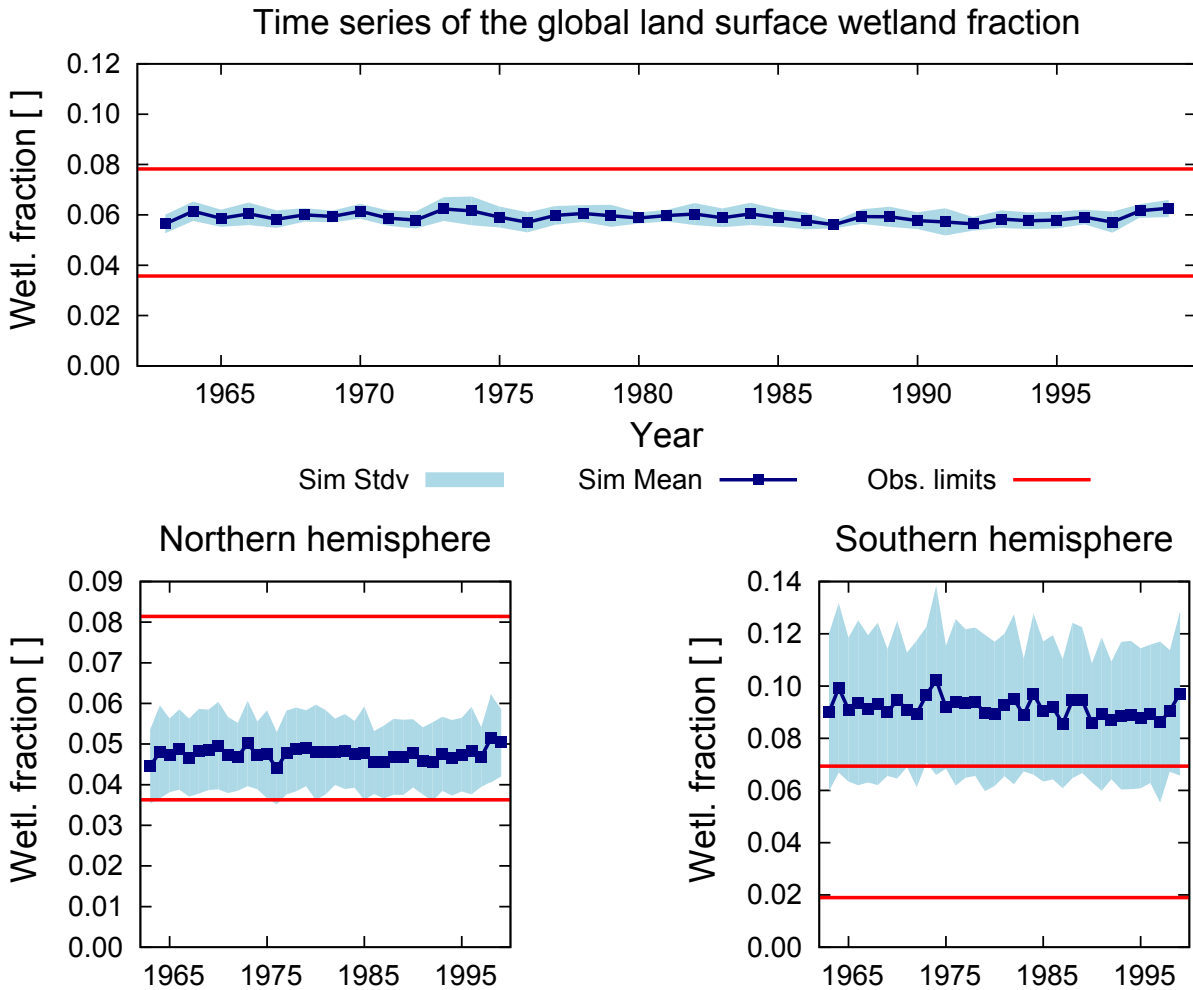 Time series of the global land surface wetland fraction
Wetl. fraction [ ]
0.12
0.10
0.08
0.06
0.04
0.02
0.00
1965 1970 1975 1980 1985 1990 1995
Year
Sim Stdv Sim Mean Obs. limits
Northern hemisphere
Wetl. fraction [ ]
0.09
0.08
0.07
0.06
0.05
0.04
0.03
0.02
0.01
0.00
1965 1975 1985 1995
Southern hemisphere
Wetl. fraction [ ]
0.14
0.12
0.10
0.08
0.06
0.04
0.02
0.00
1965 1975 1985 1995